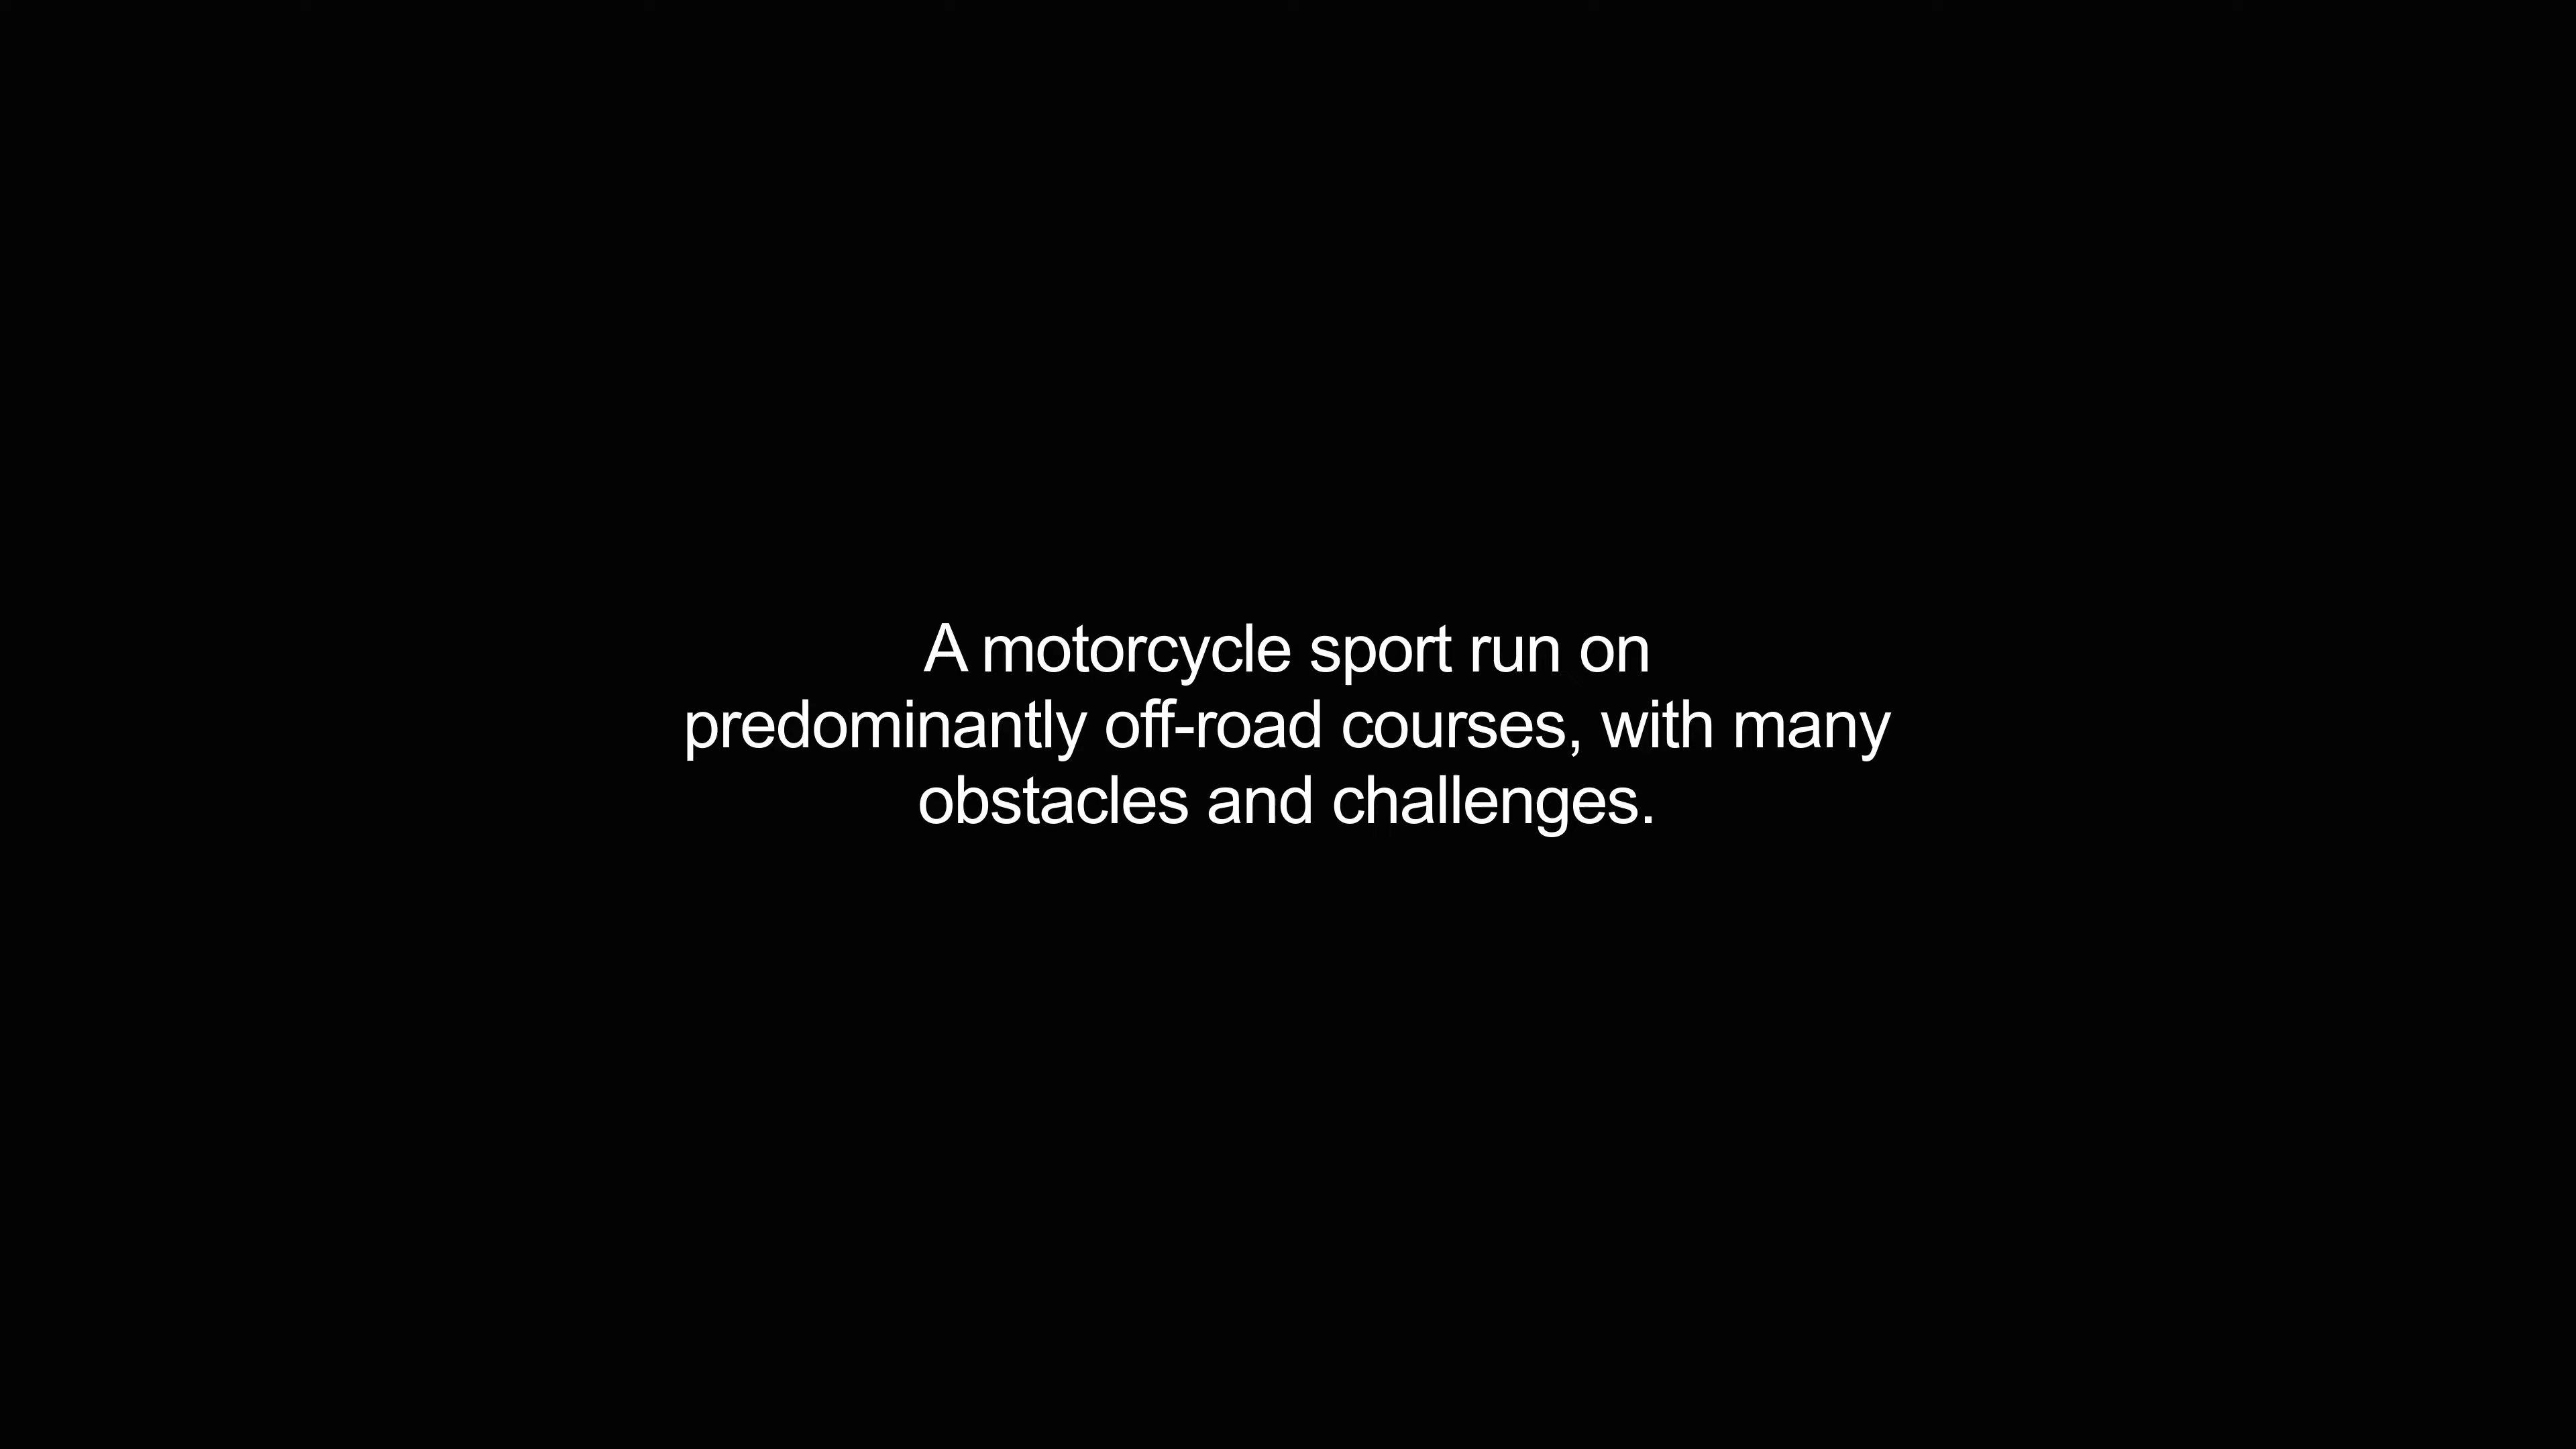 A motorcycle sport run on
predominantly off-road courses, with many
obstacles and challenges.